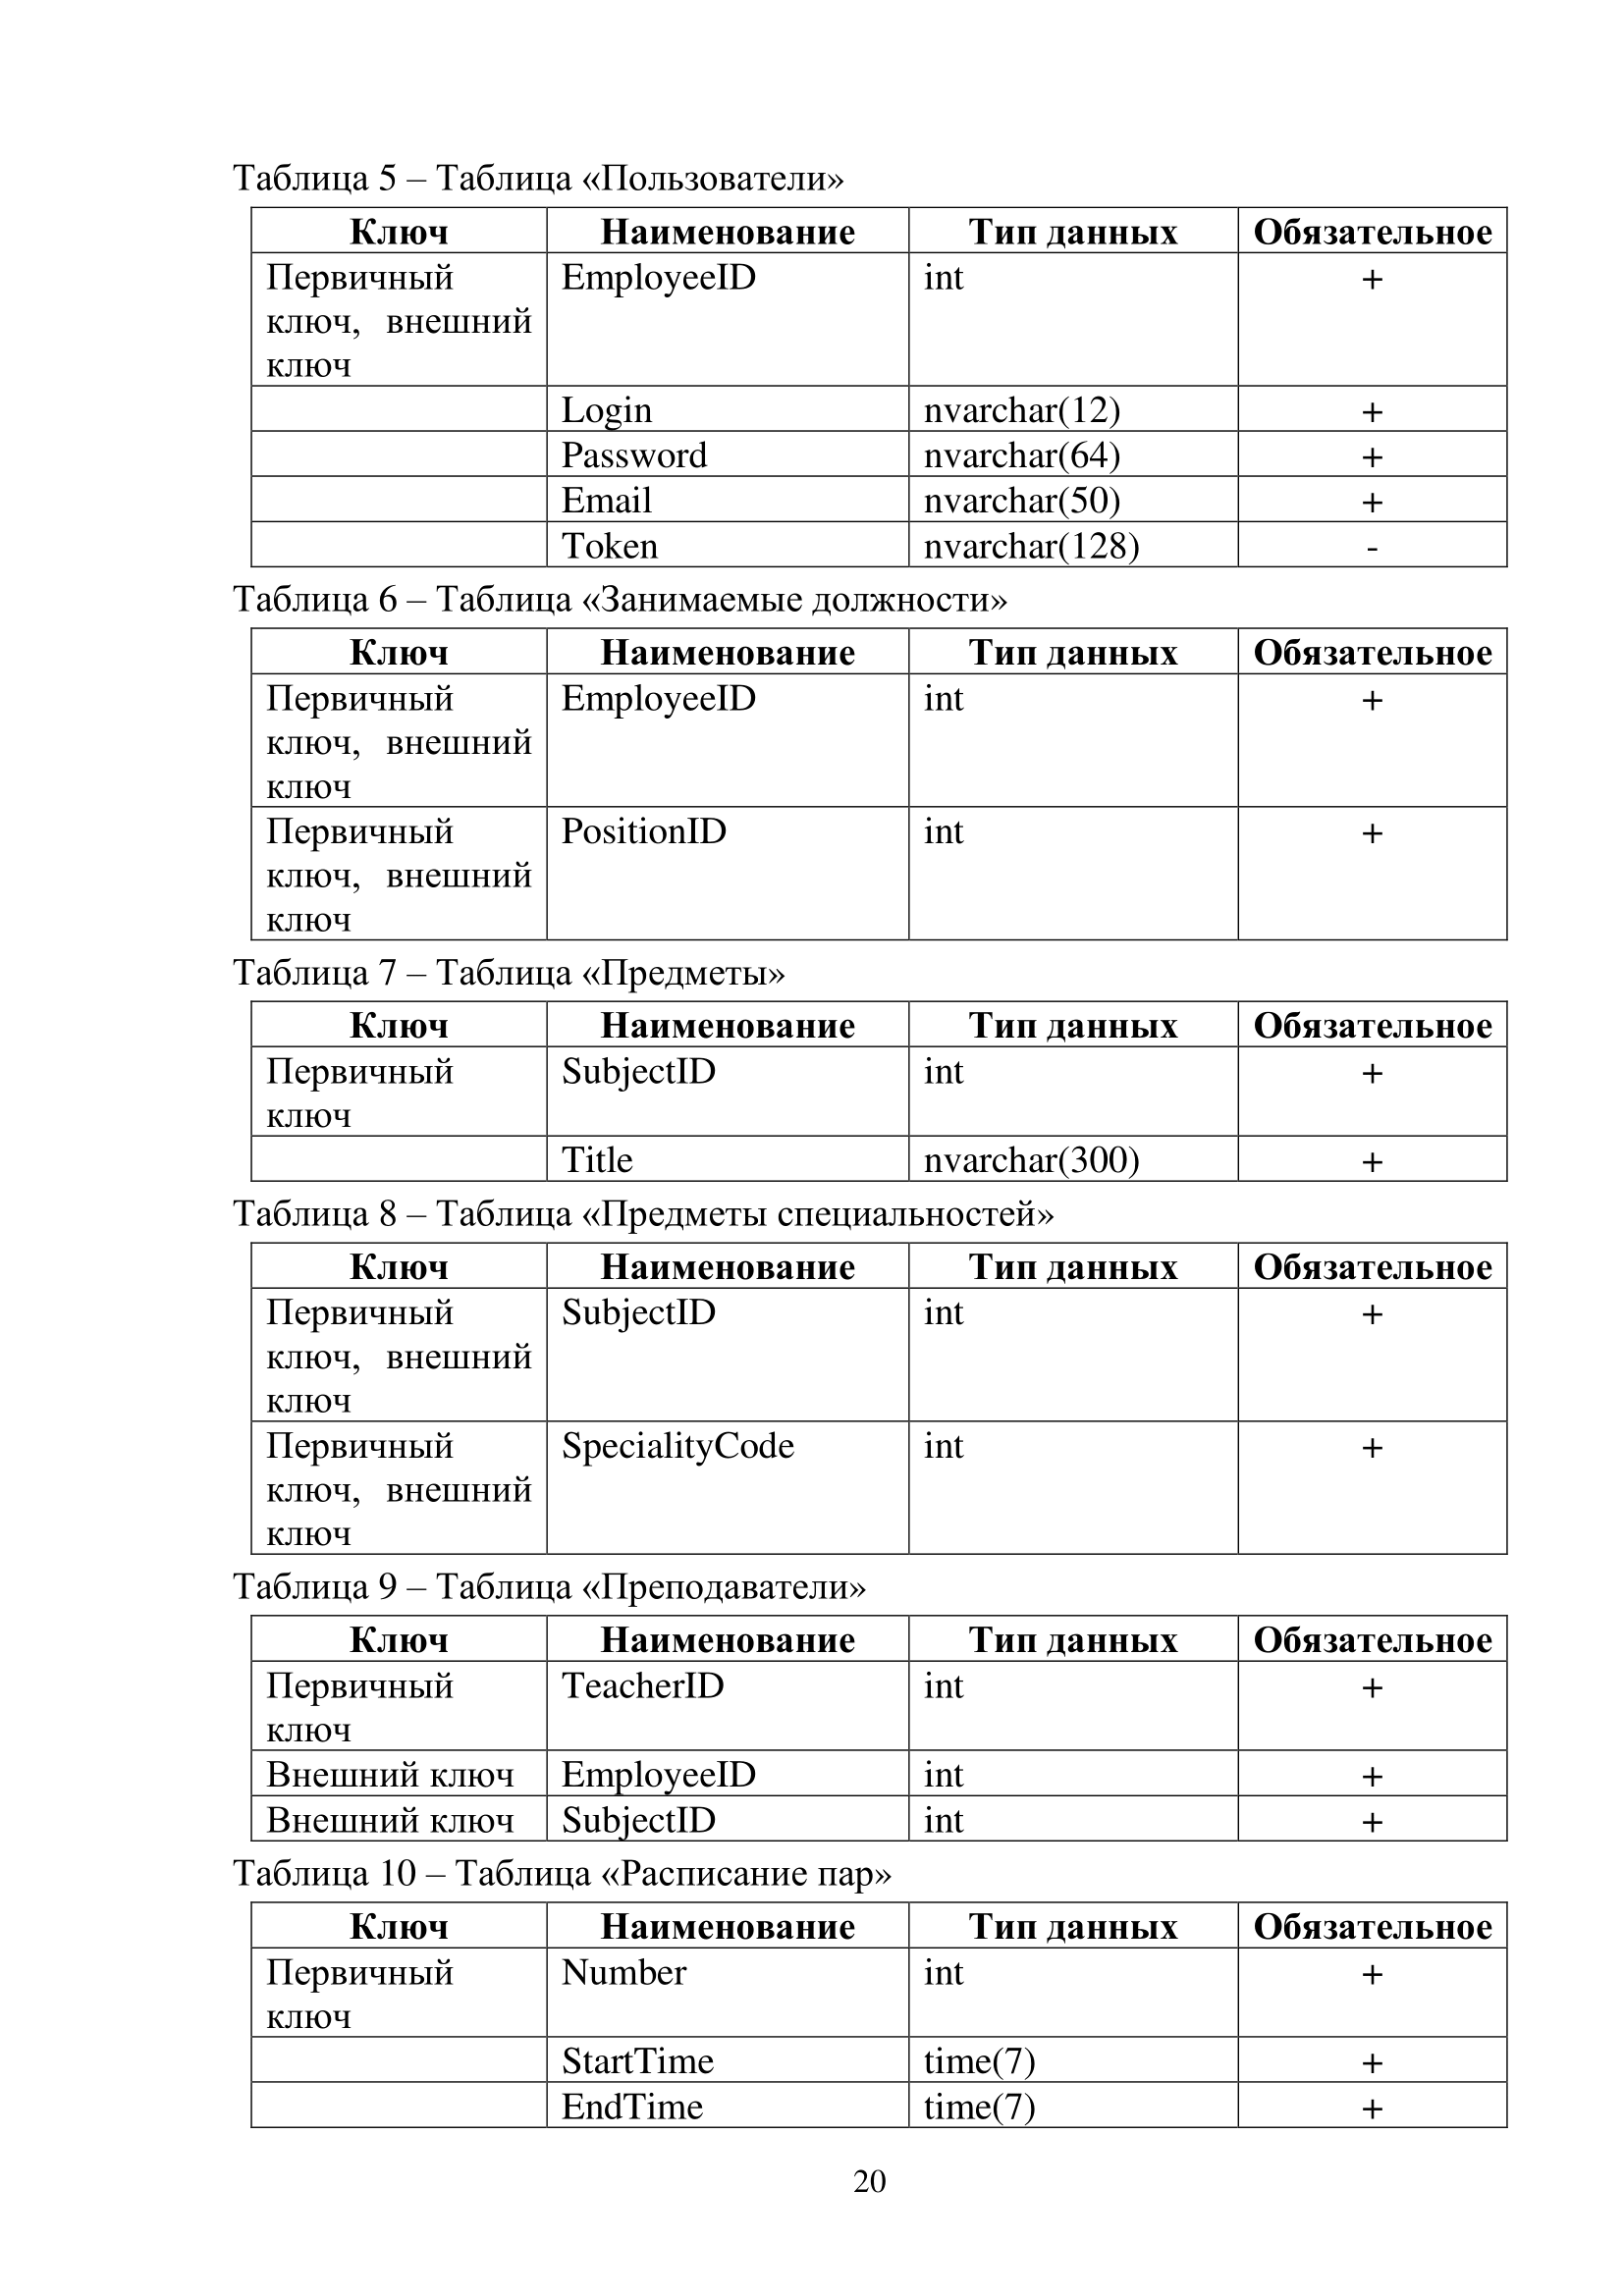 Таблица 5 – Таблица «Пользователи»
Ключ Наименование Тип данных Обязательное
Первичный EmployeeID int +
ключ, внешний
ключ
Login nvarchar(12) +
Password nvarchar(64) +
Email nvarchar(50) +
Token nvarchar(128) -
Таблица 6 – Таблица «Занимаемые должности»
Ключ Наименование Тип данных Обязательное
Первичный EmployeeID int +
ключ, внешний
ключ
Первичный PositionID int +
ключ, внешний
ключ
Таблица 7 – Таблица «Предметы»
Ключ Наименование Тип данных Обязательное
Первичный SubjectID int +
ключ
Title nvarchar(300) +
Таблица 8 – Таблица «Предметы специальностей»
Ключ Наименование Тип данных Обязательное
Первичный SubjectID int +
ключ, внешний
ключ
Первичный SpecialityCode int +
ключ, внешний
ключ
Таблица 9 – Таблица «Преподаватели»
Ключ Наименование Тип данных Обязательное
Первичный TeacherID int +
ключ
Внешний ключ EmployeeID int +
Внешний ключ SubjectID int +
Таблица 10 – Таблица «Расписание пар»
Ключ Наименование Тип данных Обязательное
Первичный Number int +
ключ
StartTime time(7) +
EndTime time(7) +
20